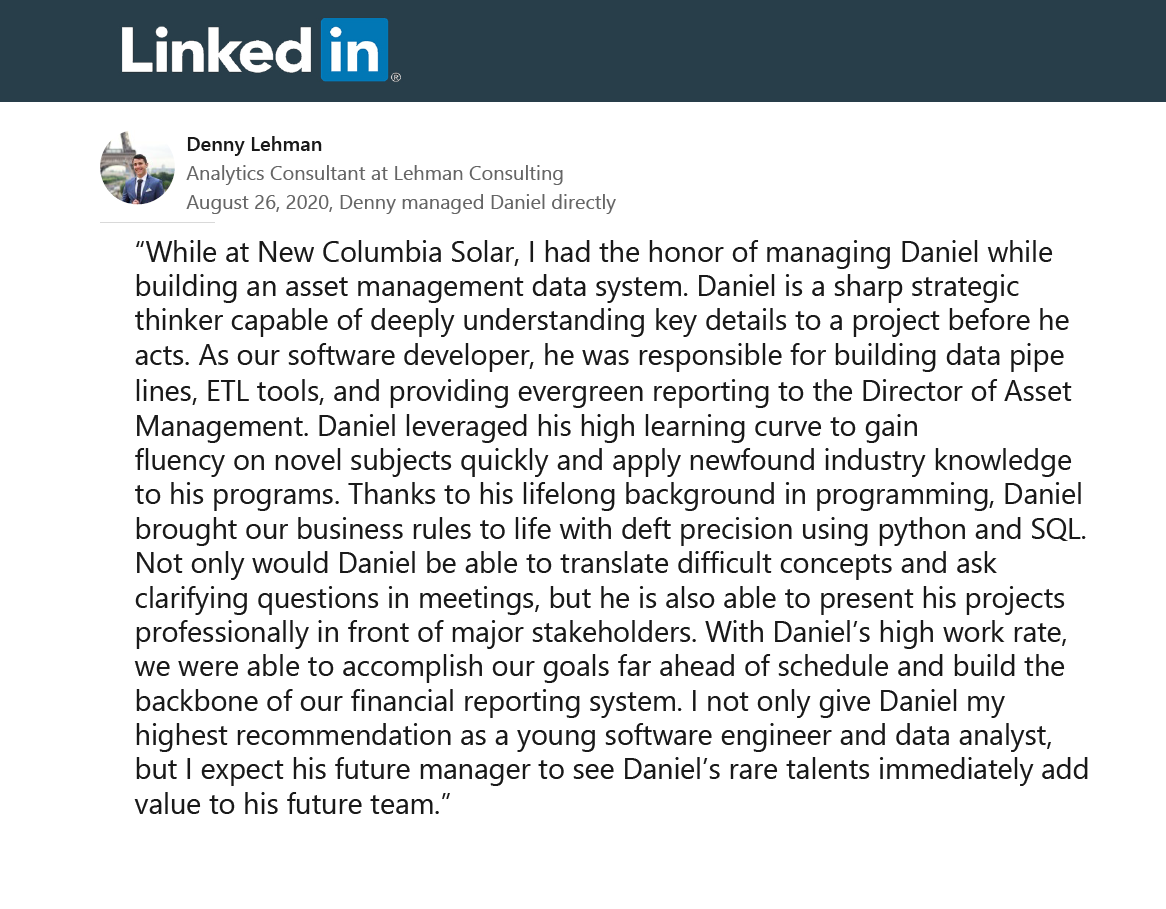 Linked in ®
Denny Lehman
Analytics Consultant at Lehman Consulting
August 26, 2020, Denny managed Daniel directly
“While at New Columbia Solar, I had the honor of managing Daniel while
building an asset management data system. Daniel is a sharp strategic
thinker capable of deeply understanding key details to a project before he
acts. As our software developer, he was responsible for building data pipe
lines, ETL tools, and providing evergreen reporting to the Director of Asset
Management. Daniel leveraged his high learning curve to gain
fluency on novel subjects quickly and apply newfound industry knowledge
to his programs. Thanks to his lifelong background in programming, Daniel
brought our business rules to life with deft precision using python and SQL.
Not only would Daniel be able to translate difficult concepts and ask
clarifying questions in meetings, but he is also able to present his projects
professionally in front of major stakeholders. With Daniel’s high work rate,
we were able to accomplish our goals far ahead of schedule and build the
backbone of our financial reporting system. I not only give Daniel my
highest recommendation as a young software engineer and data analyst,
but I expect his future manager to see Daniel’s rare talents immediately add
value to his future team.”